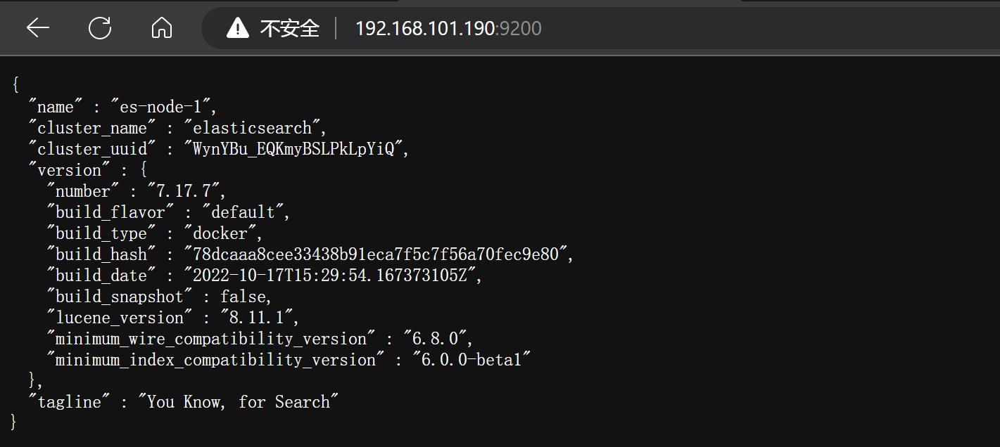 不安全 192.168.101.190:9200
{
  "name" : "es-node-1",
  "cluster_name" : "elasticsearch",
  "cluster_uuid" : "WynYBu_EQKmyBSLPkLpYiQ",
  "version" : {
    "number" : "7.17.7",
    "build_flavor" : "default",
    "build_type" : "docker",
    "build_hash" : "78dcaaa8cee33438b91eca7f5c7f56a70fec9e80",
    "build_date" : "2022-10-17T15:29:54.167373105Z",
    "build_snapshot" : false,
    "lucene_version" : "8.11.1",
    "minimum_wire_compatibility_version" : "6.8.0",
    "minimum_index_compatibility_version" : "6.0.0-beta1"
  },
  "tagline" : "You Know, for Search"
}